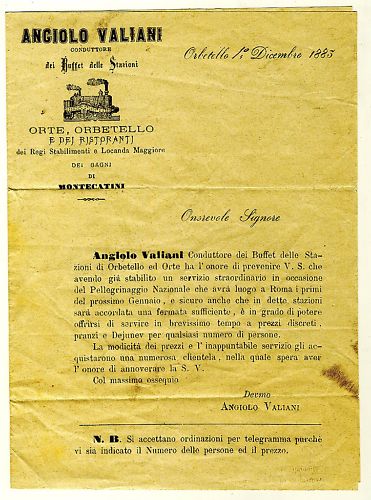 ANGIOLO VALIANI
CONDUTTORE
dei Buffet delle Stazioni
ORTE, ORBETELLO
E DEI RISTORANTI
dei Regi Stabilimenti e Locanda Maggiore
DEI BAGNI
DI
MONTECATINI
Orbetello 1º Dicembre 1885
Onorevole Signore
Angiolo Valiani Conduttore dei Buffet delle Sta-
zioni di Orbetello ed Orte ha l'onore di prevenire V. S. che
avendo già stabilito un servizio straordinario in occasione
del Pellegrinaggio Nazionale che avrà luogo a Roma i primi
del prossimo Gennaio, e sicuro anche che in dette stazioni
sarà accordata una fermata sufficiente, è in grado di potere
offrirsi di servire in brevissimo tempo a prezzi discreti,
pranzi e Dejunev per qualsiasi numero di persone.
La modicità dei prezzi e l'inappuntabile servizio gli ac-
quistarono una numerosa clientela, nella quale spera aver
l'onore di annoverare la S. V.
Col massimo ossequio
Devmo
ANGIOLO VALIANI
N. B. Si accettano ordinazioni per telegramma purchè
vi sia indicato il Numero delle persone ed il prezzo.